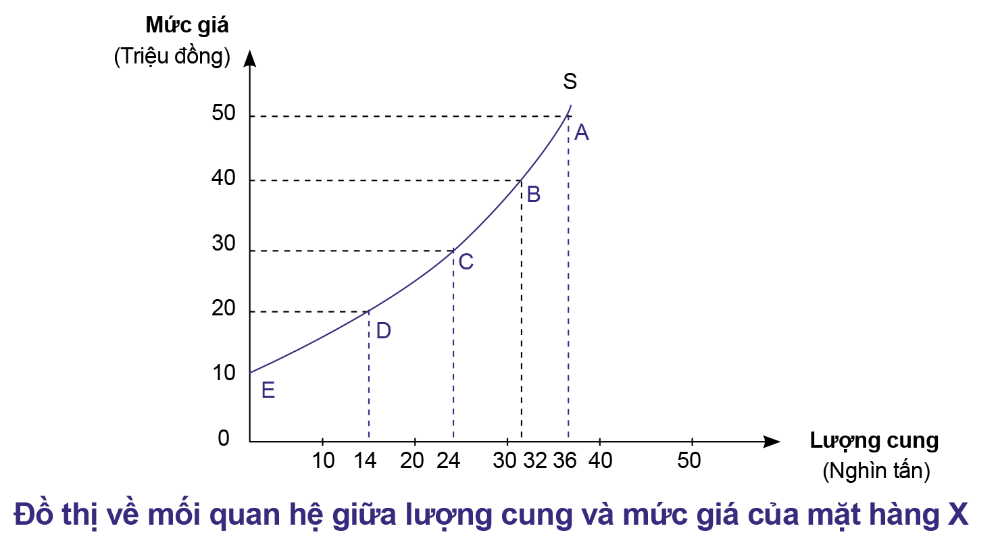 Mức giá
(Triệu đồng)
S
50
A
40
B
30
C
20
D
10
E
0
10 14 20 24 30 32 36 40 50
Lượng cung
(Nghìn tấn)
Đồ thị về mối quan hệ giữa lượng cung và mức giá của mặt hàng X